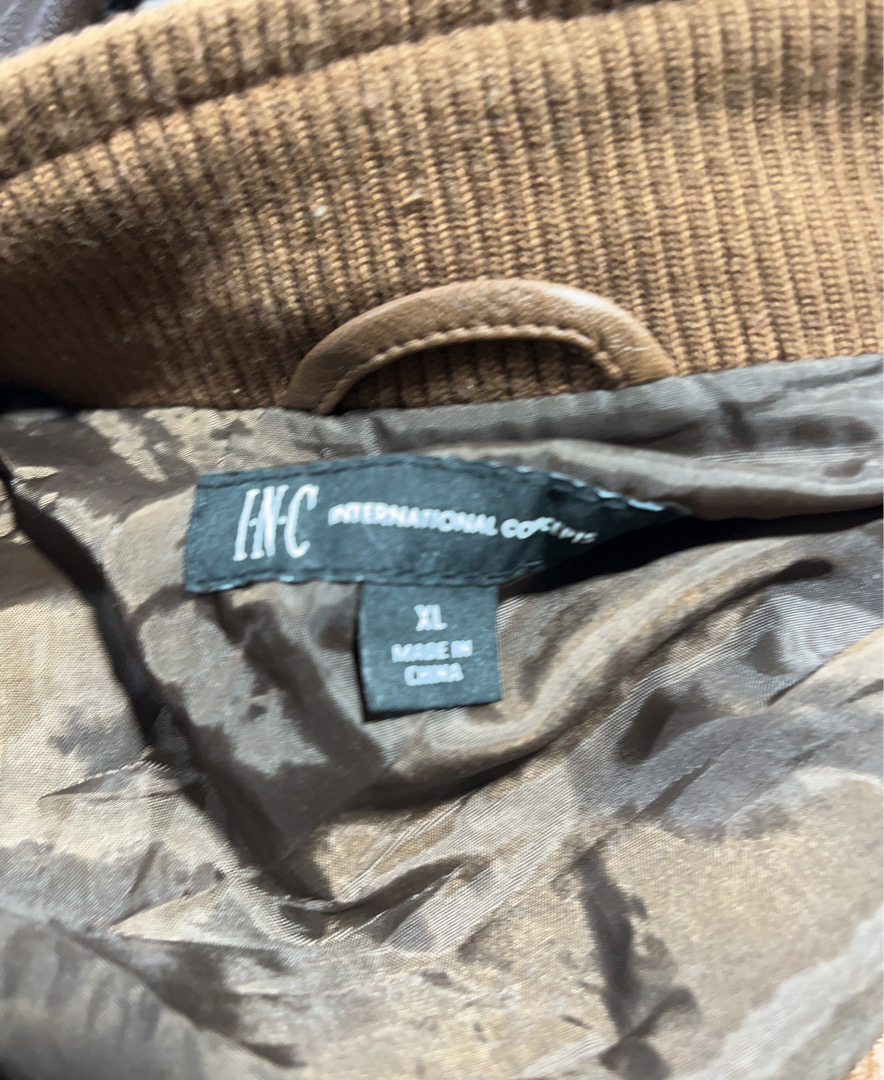 I·N·C INTERNATIONAL CONCEPTS
XL
MADE IN
CHINA